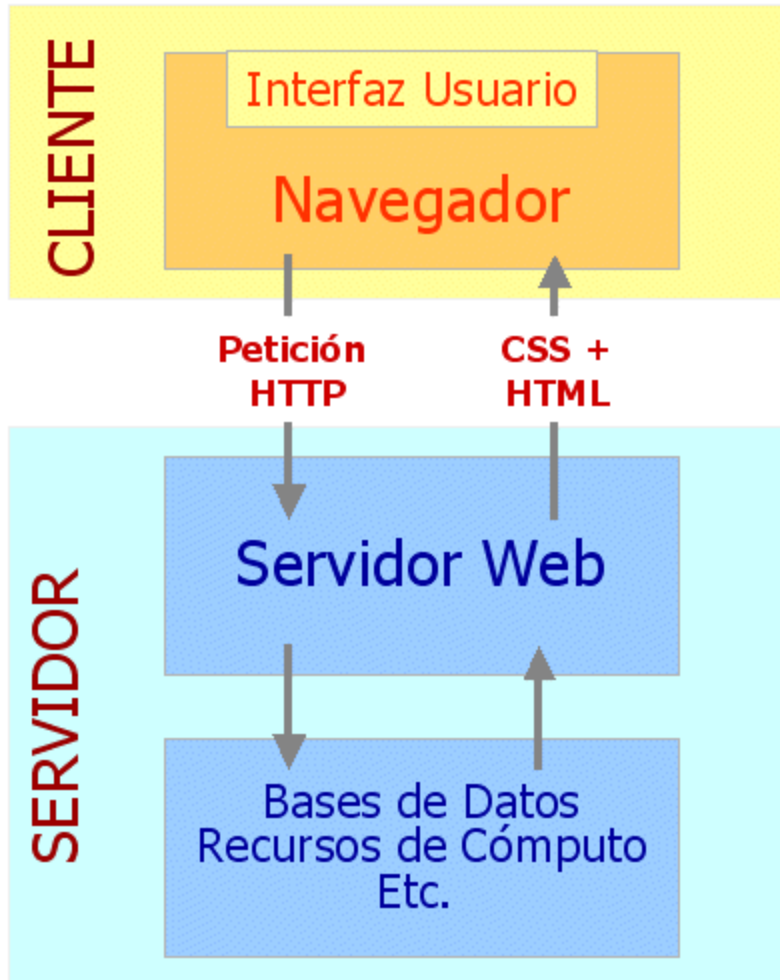 CLIENTE
Interfaz Usuario
Navegador
Petición
HTTP
CSS +
HTML
SERVIDOR
Servidor Web
Bases de Datos
Recursos de Cómputo
Etc.